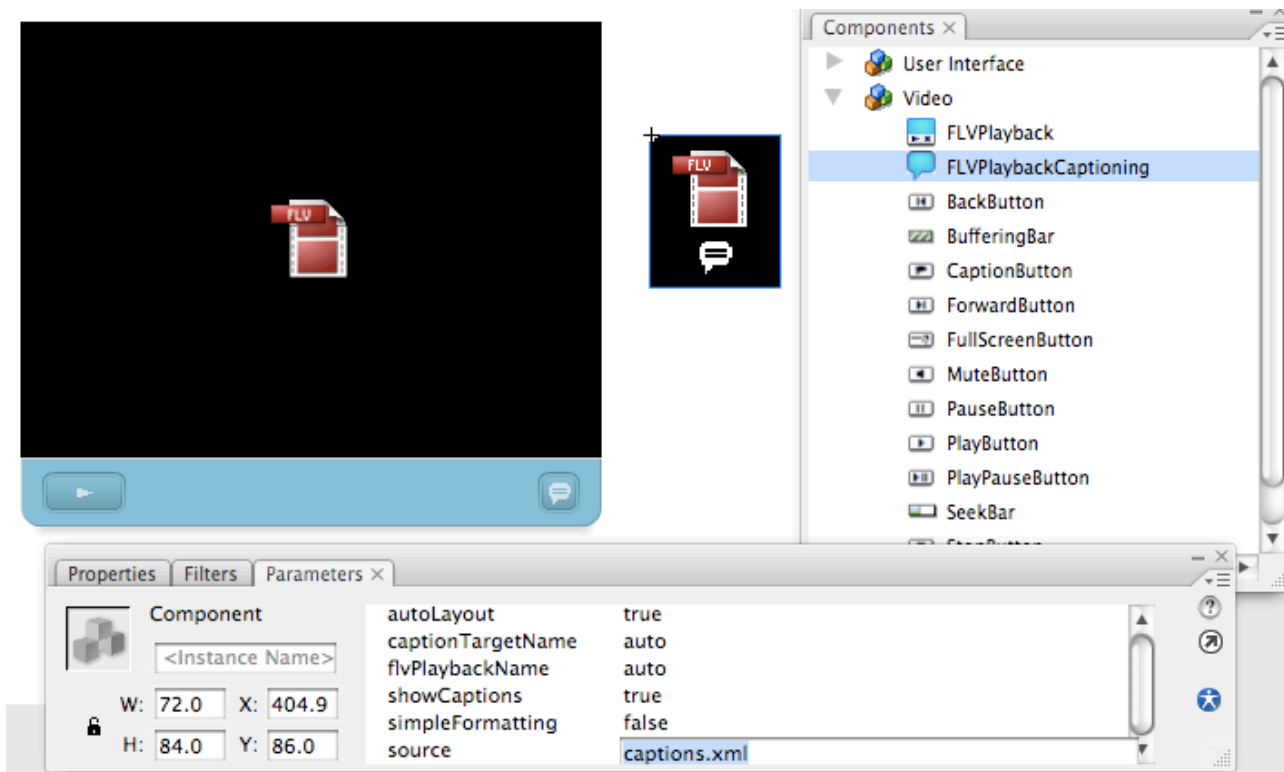 Components
User Interface
Video
FLVPlayback
FLVPlaybackCaptioning
BackButton
BufferingBar
CaptionButton
ForwardButton
FullScreenButton
MuteButton
PauseButton
PlayButton
PlayPauseButton
SeekBar
StopButton
FLV
FLV
Properties Filters Parameters
Component
<Instance Name>
W: 72.0 X: 404.9
H: 84.0 Y: 86.0
autoLayout true
captionTargetName auto
flvPlaybackName auto
showCaptions true
simpleFormatting false
source captions.xml